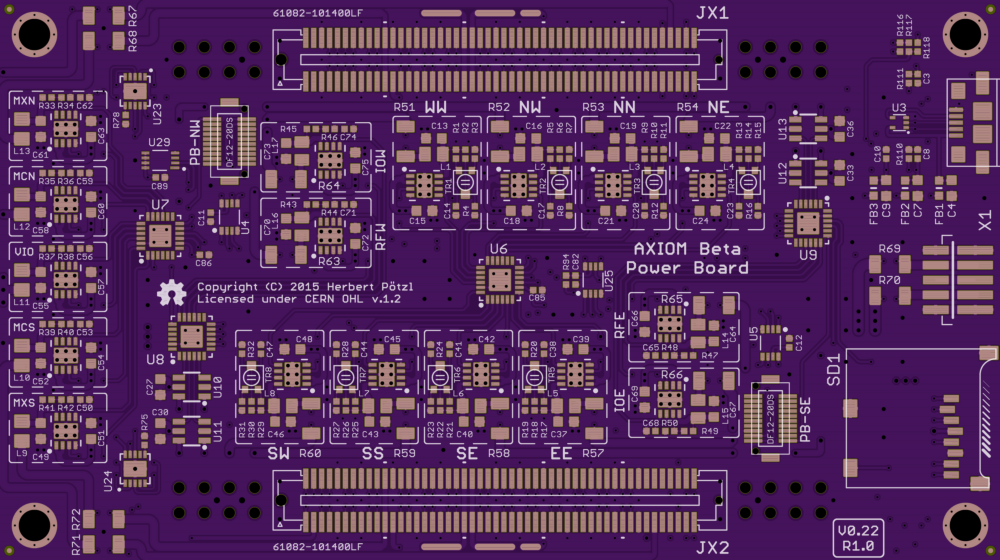 61082-101400LF
JX1
R67
R68
R116
R117
R118
R111
C3
U23
C78
MXN
R33 R34 C62
C63
L13 C61
PB-NW
DF12-20DS
U29
C89
R45
R46 C74
C73
L17
C75
IOW
R64
R51 WW
R52 NW
R53 NN
R54 NE
C13
R1
R2
R3
L1
TR1
C15
C14
R4
C16
R5
R6
R7
L2
TR2
C18
C17
R8
C19
R9
R10
R11
L3
TR3
C21
C20
R12
C22
R13
R14
R15
L4
TR4
C24
C23
R16
U13
C36
U12
C33
U3
C10
R110
C8
MCN
R35 R36 C59
C60
L12 C58
U7
C11
U4
C86
R43
R44 C71
C70
L16
C72
RFW
R63
U9
FB3
C9
FB2
C7
FB1
C4
X1
VIO
R37 R38 C56
C57
L11 C55
Copyright (C) 2015 Herbert Pötzl
Licensed under CERN OHL v.1.2
U6
C85
R94
C82
U25
AXIOM Beta
Power Board
R69
R70
MCS
R39 R40 C53
C54
L10 C52
U8
RFE
R65
C66
C64
L14
C65 R48 R47
U5
C12
SD1
MXS
R41 R42 C50
C51
L9 C49
C27
U10
C30
U11
R75
U24
R32
C47
C48
TR8
L8
R31
R30
R29
C46
R28
C44
C45
TR7
L7
R27
R26
R25
C43
R24
C41
C42
TR6
L6
R23
R22
R21
C40
R20
C38
C39
TR5
L5
R19
R18
R17
C37
IOE
R66
C69
C67
L15
C68 R50 R49
DF12-20DS
PB-SE
SW R60
SS R59
SE R58
EE R57
R72
R71
61082-101400LF
JX2
V0.22
R1.0